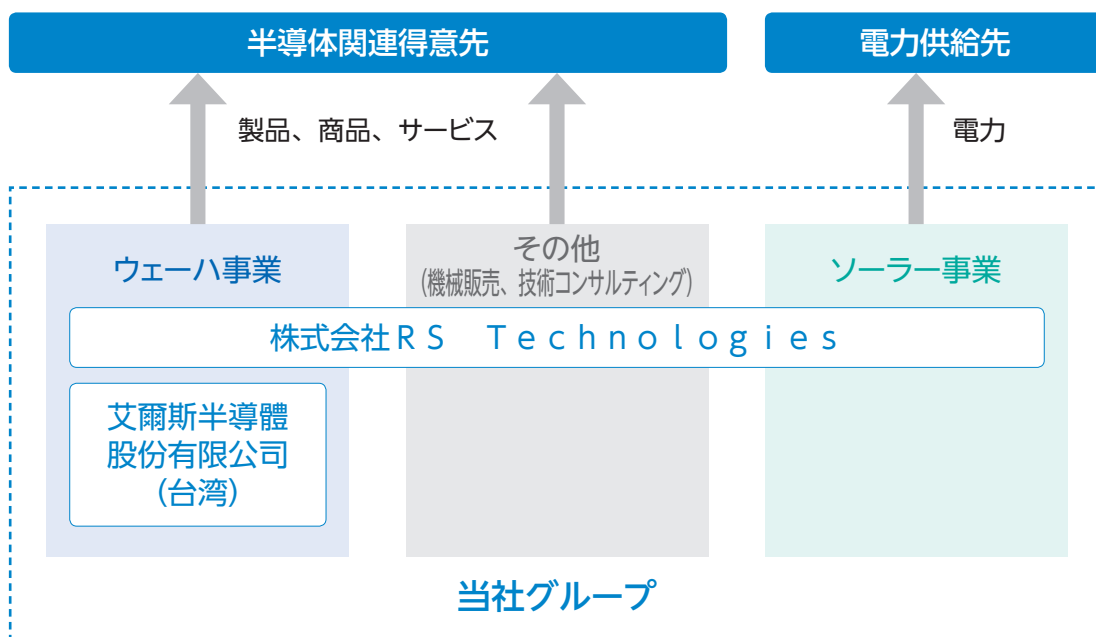 半導体関連得意先
電力供給先
製品、商品、サービス
電力
ウェーハ事業
その他
(機械販売、技術コンサルティング)
ソーラー事業
株式会社ＲＳ　Ｔｅｃｈｎｏｌｏｇｉｅｓ
艾爾斯半導體
股份有限公司
(台湾)
当社グループ